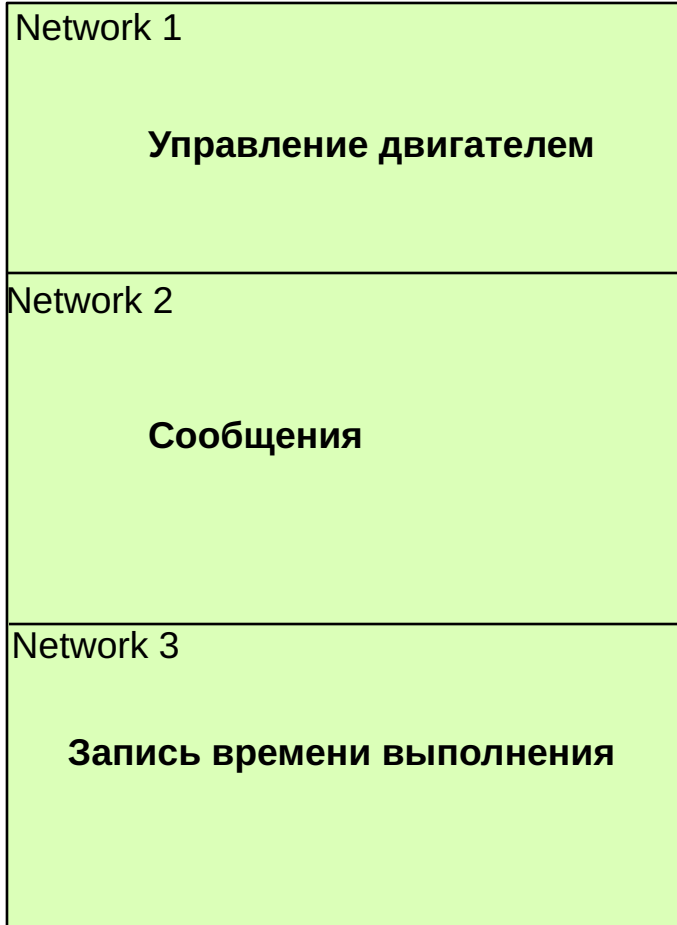 Network 1
Управление двигателем
Network 2
Сообщения
Network 3
Запись времени выполнения